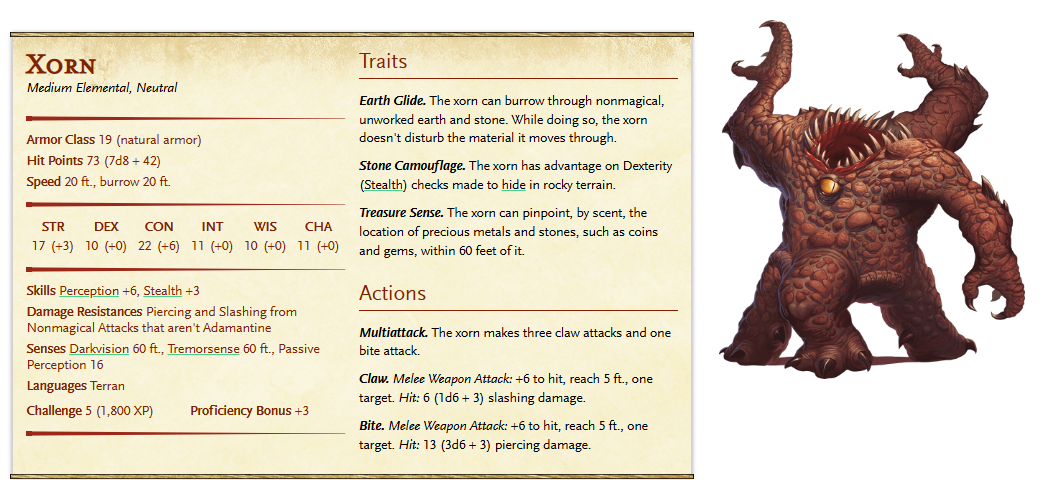 Xorn
Medium Elemental, Neutral
Armor Class 19 (natural armor)
Hit Points 73 (7d8 + 42)
Speed 20 ft., burrow 20 ft.
STR DEX CON INT WIS CHA
17 (+3) 10 (+0) 22 (+6) 11 (+0) 10 (+0) 11 (+0)
Skills Perception +6, Stealth +3
Damage Resistances Piercing and Slashing from
Nonmagical Attacks that aren't Adamantine
Senses Darkvision 60 ft., Tremorsense 60 ft., Passive
Perception 16
Languages Terran
Challenge 5 (1,800 XP) Proficiency Bonus +3
Traits
Earth Glide. The xorn can burrow through nonmagical,
unworked earth and stone. While doing so, the xorn
doesn't disturb the material it moves through.
Stone Camouflage. The xorn has advantage on Dexterity
(Stealth) checks made to hide in rocky terrain.
Treasure Sense. The xorn can pinpoint, by scent, the
location of precious metals and stones, such as coins
and gems, within 60 feet of it.
Actions
Multiattack. The xorn makes three claw attacks and one
bite attack.
Claw. Melee Weapon Attack: +6 to hit, reach 5 ft., one
target. Hit: 6 (1d6 + 3) slashing damage.
Bite. Melee Weapon Attack: +6 to hit, reach 5 ft., one
target. Hit: 13 (3d6 + 3) piercing damage.